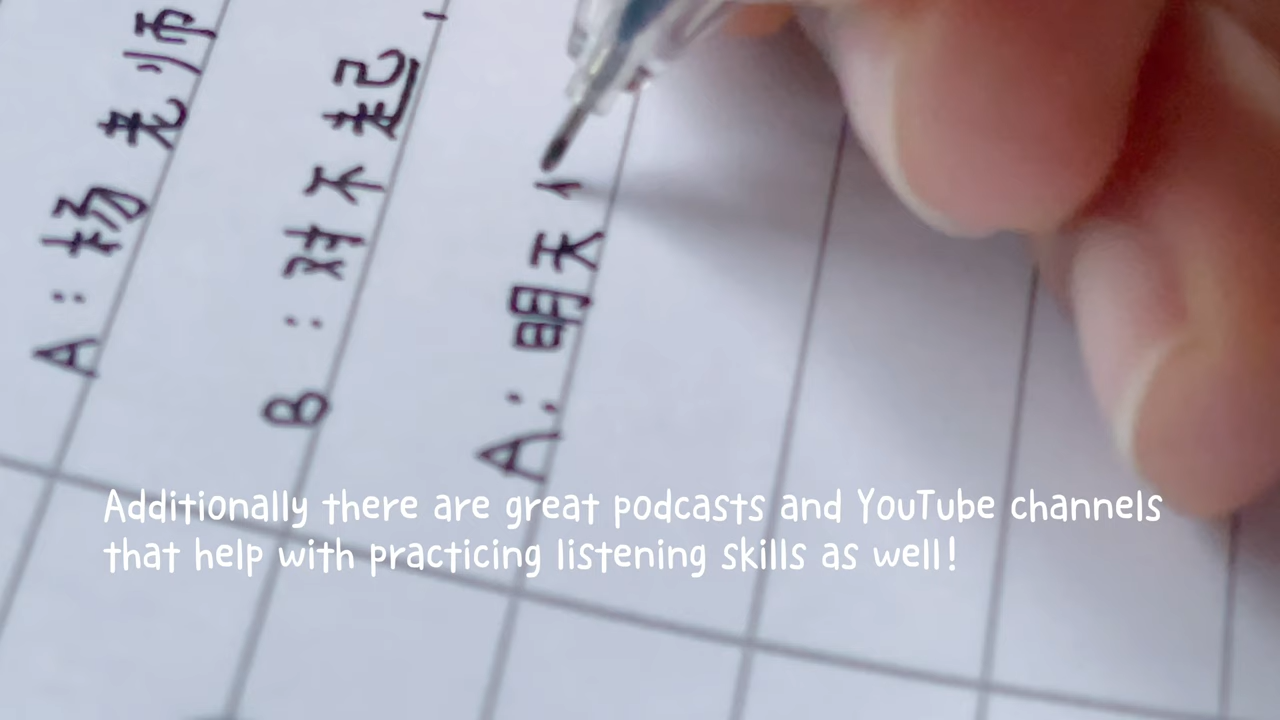 A：杨老师
B：对不起，
A：明天
Additionally there are great podcasts and YouTube channels
that help with practicing listening skills as well!